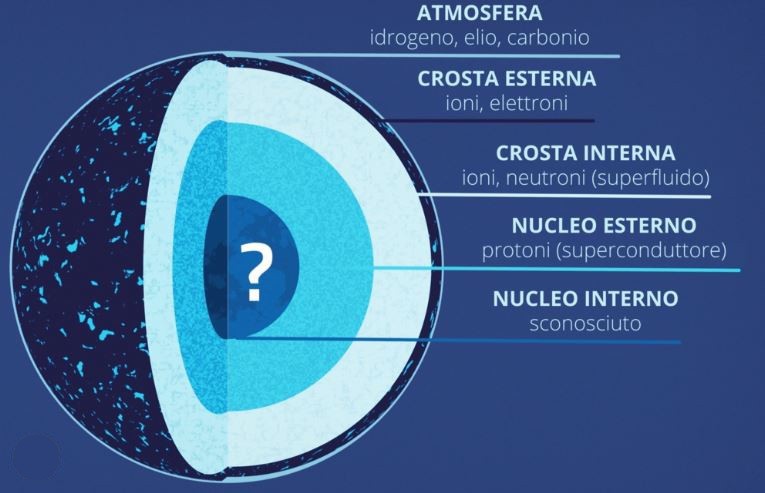 ATMOSFERA
idrogeno, elio, carbonio
CROSTA ESTERNA
ioni, elettroni
CROSTA INTERNA
ioni, neutroni (superfluido)
NUCLEO ESTERNO
protoni (superconduttore)
NUCLEO INTERNO
sconosciuto
?